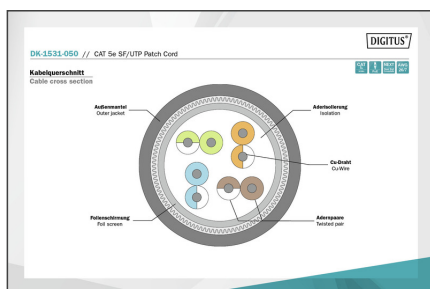 DIGITUS®
DK-1531-050 // CAT 5e SF/UTP Patch Cord
Kabelquerschnitt
Cable cross section
Außenmantel
Outer jacket
Aderisolierung
Isolation
Cu-Draht
Cu-Wire
Folienschirmung
Foil screen
Adernpaare
Twisted pair